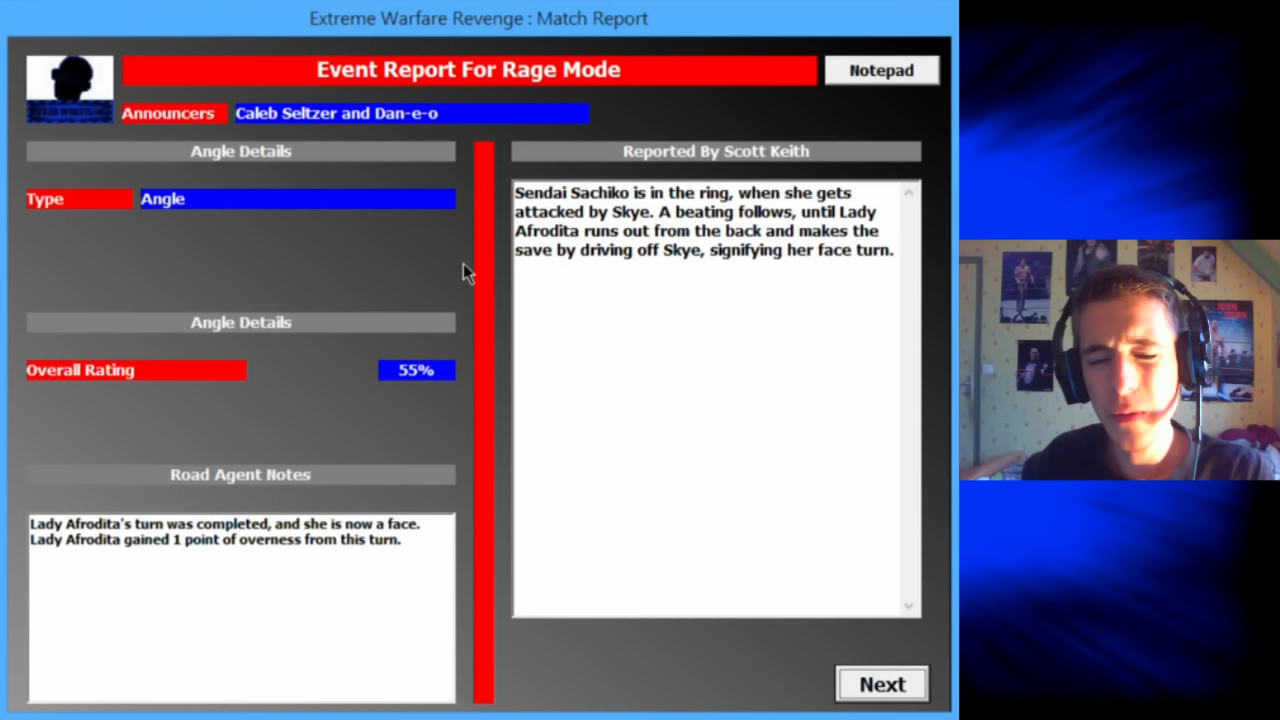 Extreme Warfare Revenge : Match Report
Event Report For Rage Mode
Notepad
Announcers
Caleb Seltzer and Dan-e-o
Angle Details
Type
Angle
Angle Details
Overall Rating
55%
Road Agent Notes
Lady Afrodita's turn was completed, and she is now a face.
Lady Afrodita gained 1 point of overness from this turn.
Reported By Scott Keith
Sendai Sachiko is in the ring, when she gets
attacked by Skye. A beating follows, until Lady
Afrodita runs out from the back and makes the
save by driving off Skye, signifying her face turn.
Next